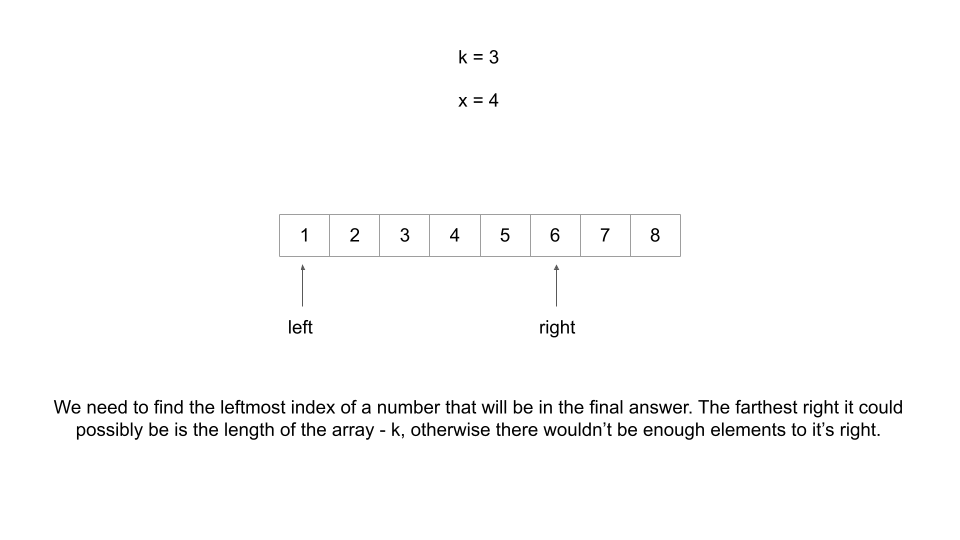 k = 3
x = 4
1 2 3 4 5 6 7 8
left right
We need to find the leftmost index of a number that will be in the final answer. The farthest right it could
possibly be is the length of the array - k, otherwise there wouldn’t be enough elements to it’s right.